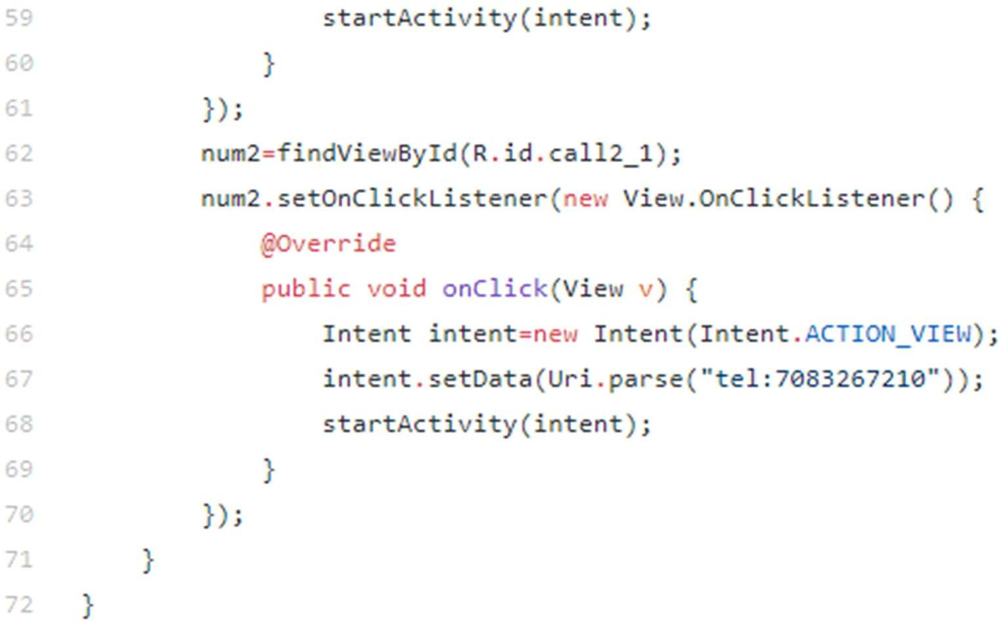 59 startActivity(intent);
60 }
61 });
62 num2=findViewById(R.id.call2_1);
63 num2.setOnClickListener(new View.OnClickListener() {
64 @Override
65 public void onClick(View v) {
66 Intent intent=new Intent(Intent.ACTION_VIEW);
67 intent.setData(Uri.parse("tel:7083267210"));
68 startActivity(intent);
69 }
70 });
71 }
72 }